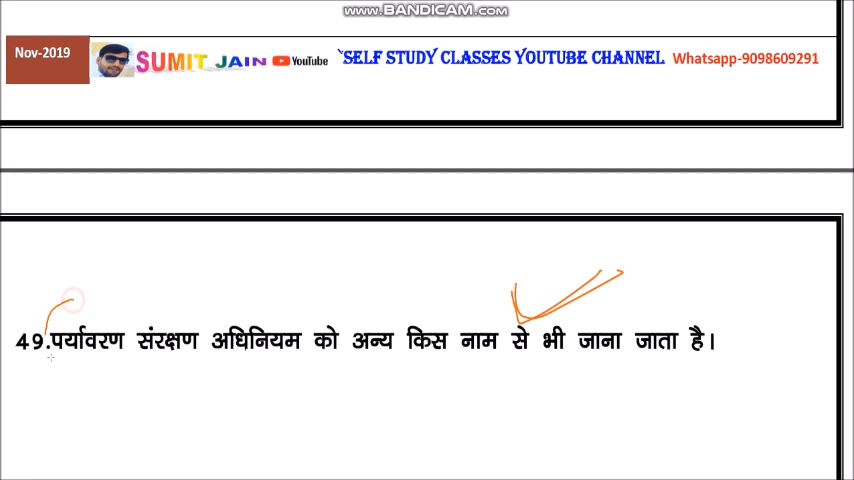 www.BANDICAM.com
Nov-2019 SUMIT JAIN YouTube `SELF STUDY CLASSES YOUTUBE CHANNEL Whatsapp-9098609291
49.पर्यावरण संरक्षण अधिनियम को अन्य किस नाम से भी जाना जाता है।